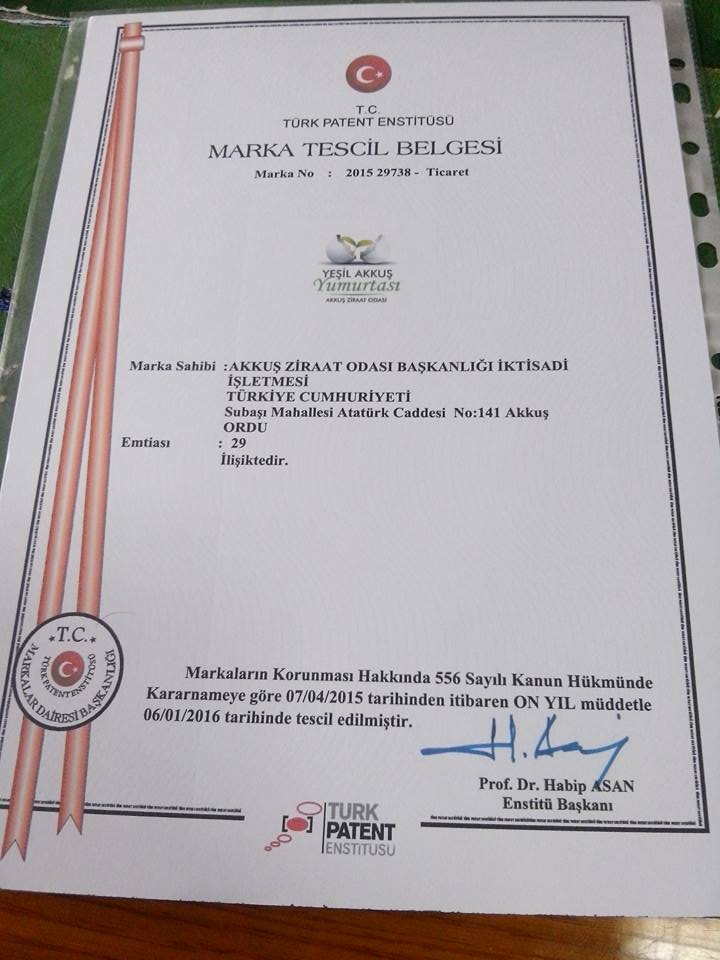 T.C.
TÜRK PATENT ENSTİTÜSÜ
MARKA TESCİL BELGESİ
Marka No : 2015 29738 - Ticaret
YEŞİL AKKUŞ
Yumurtası
AKKUŞ ZİRAAT ODASI
Marka Sahibi :AKKUŞ ZİRAAT ODASI BAŞKANLIĞI İKTİSADİ
İŞLETMESİ
TÜRKİYE CUMHURİYETİ
Subaşı Mahallesi Atatürk Caddesi No:141 Akkuş
ORDU
Emtiası : 29
İlişiktedir.
T.C.
TÜRK PATENT ENSTİTÜSÜ
MARKALAR DAİRESİ BAŞKANLIĞI
Markaların Korunması Hakkında 556 Sayılı Kanun Hükmünde
Kararnameye göre 07/04/2015 tarihinden itibaren ON YIL müddetle
06/01/2016 tarihinde tescil edilmiştir.
H. Asan
Prof. Dr. Habip ASAN
Enstitü Başkanı
TÜRK
PATENT
ENSTİTÜSÜ